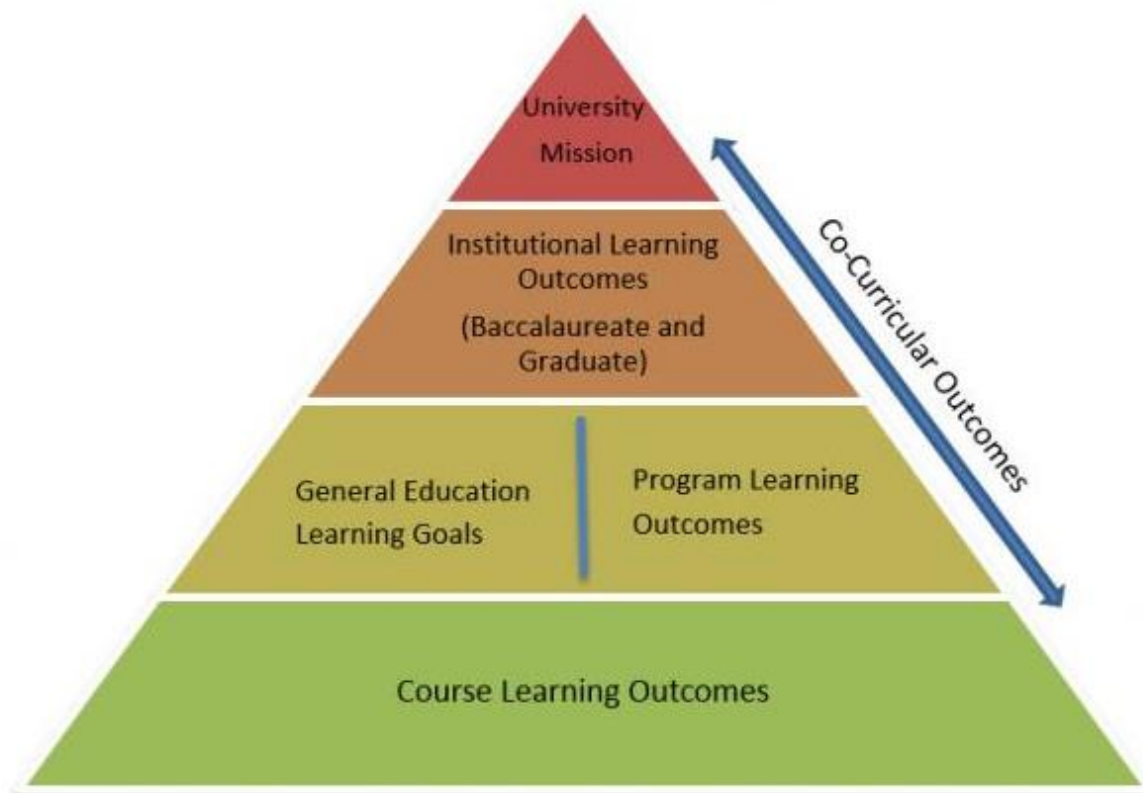 University
Mission
Institutional Learning
Outcomes
(Baccalaureate and
Graduate)
Co-Curricular Outcomes
General Education
Learning Goals
Program Learning
Outcomes
Course Learning Outcomes